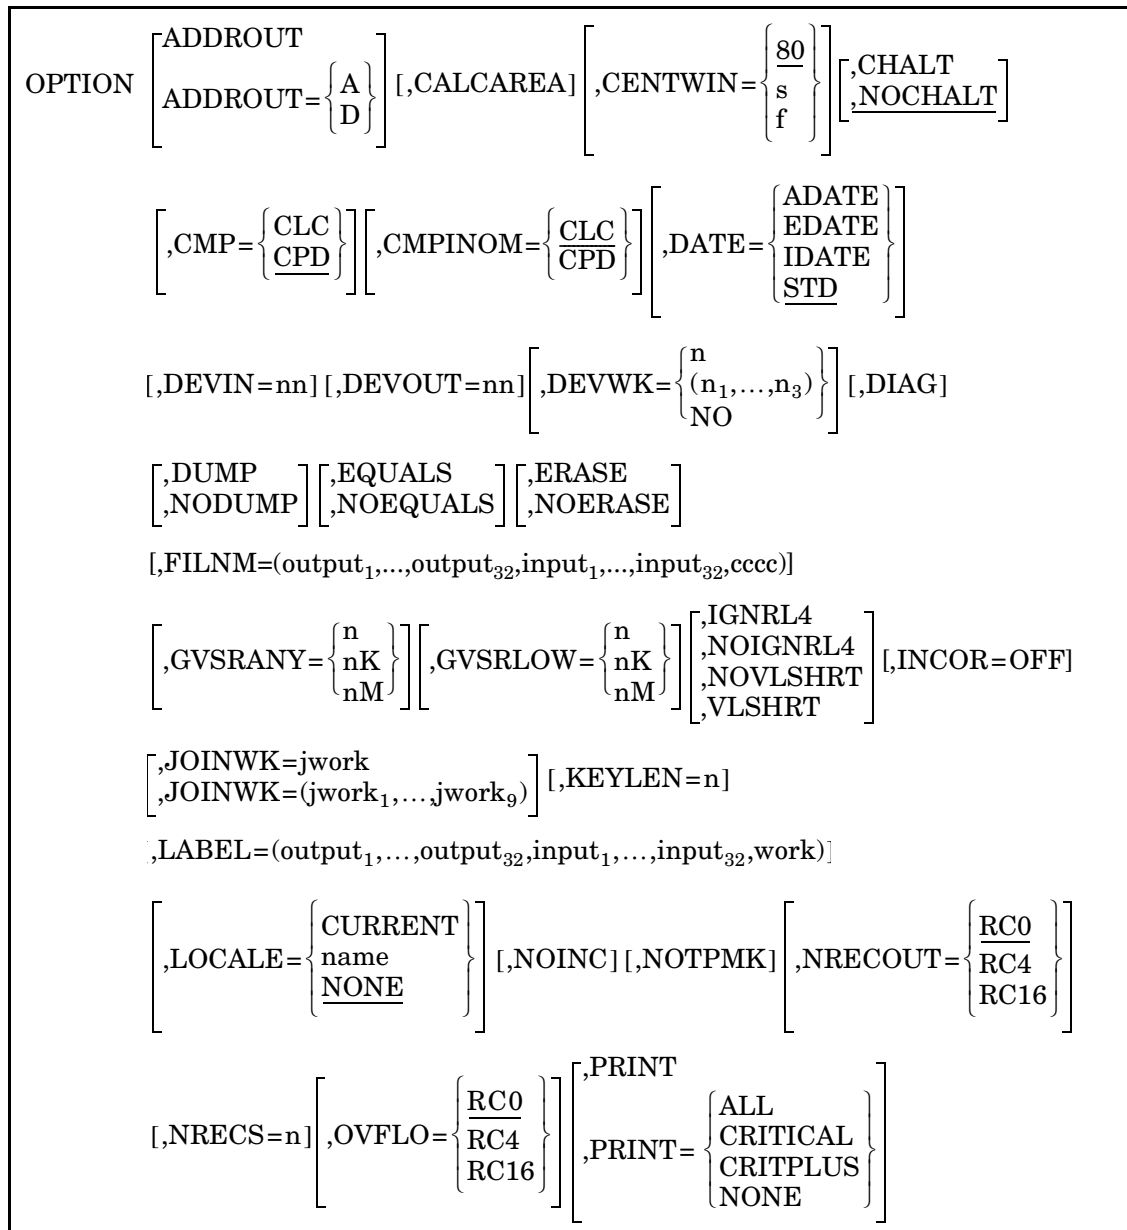 OPTION [ADDROUT
ADDROUT={A
D}] [,CALCAREA] [,CENTWIN={80
s
f}] [,CHALT
,NOCHALT]
[,CMP={CLC
CPD}] [,CMPINOM={CLC
CPD}] [,DATE={ADATE
EDATE
IDATE
STD}]
[,DEVIN=nn] [,DEVOUT=nn] [,DEVWK={n
(n1,...,n3)
NO}] [,DIAG]
[,DUMP
,NODUMP] [,EQUALS
,NOEQUALS] [,ERASE
,NOERASE]
[,FILNM=(output1,...,output32,input1,...,input32,cccc)]
[,GVSRANY={n
nK
nM}] [,GVSRLOW={n
nK
nM}] [,IGNRL4
,NOIGNRL4
,NOVLSHRT
,VLSHRT] [,INCOR=OFF]
[,JOINWK=jwork
,JOINWK=(jwork1,...,jwork9)] [,KEYLEN=n]
[,LABEL=(output1,...,output32,input1,...,input32,work)]
[,LOCALE={CURRENT
name
NONE}] [,NOINC] [,NOTPMK] [,NRECOUT={RC0
RC4
RC16}]
[,NRECS=n] [,OVFLO={RC0
RC4
RC16}] [,PRINT
,PRINT= {ALL
CRITICAL
CRITPLUS
NONE}]